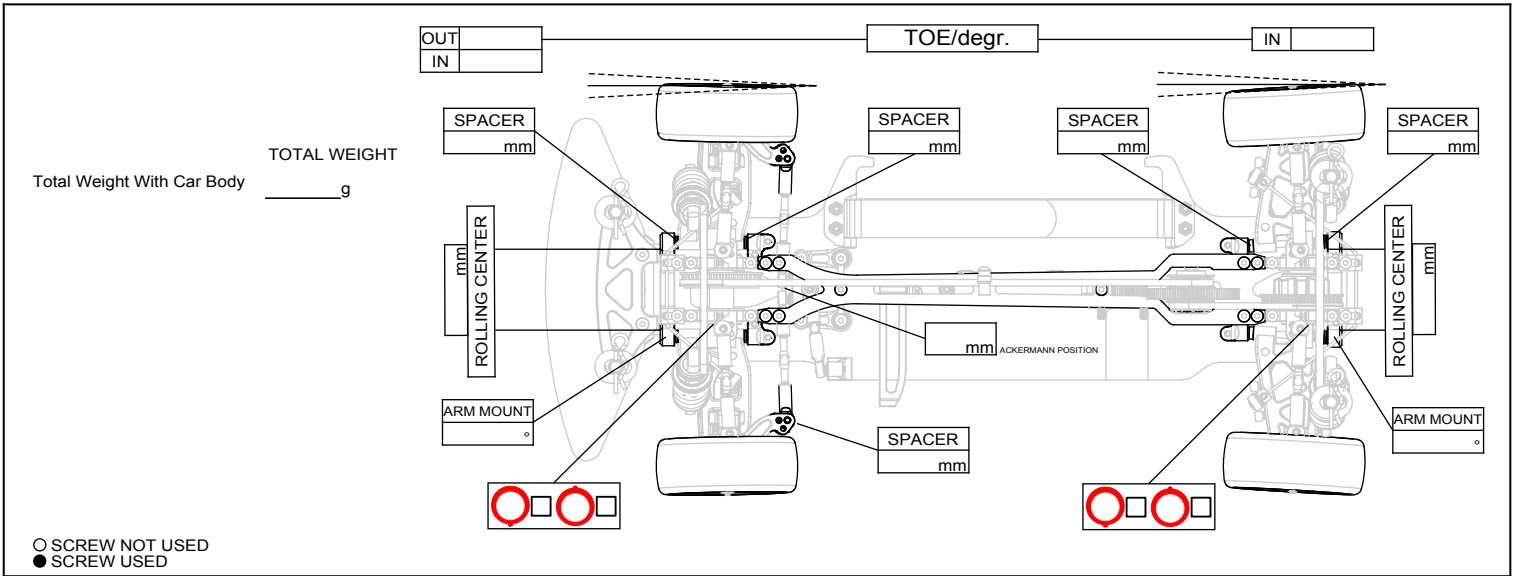 OUT
IN
TOE/degr.
IN
SPACER
mm
SPACER
mm
SPACER
mm
SPACER
mm
TOTAL WEIGHT
Total Weight With Car Body ______g
mm
ROLLING CENTER
ROLLING CENTER
mm
mm ACKERMANN POSITION
ARM MOUNT
°
ARM MOUNT
°
SPACER
mm
SCREW NOT USED
SCREW USED